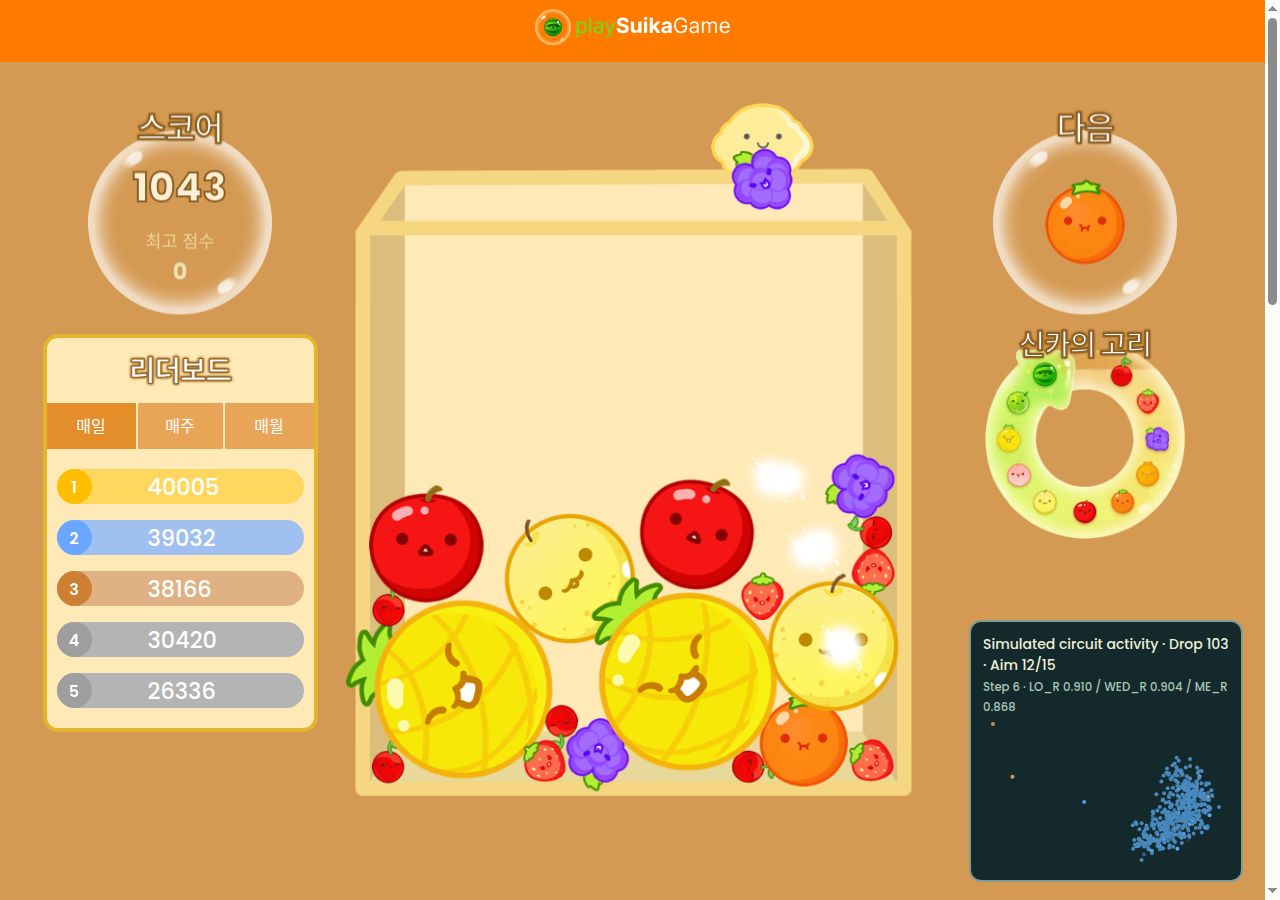 playSuikaGame
스코어
1043
최고 점수
0
다음
신카의 고리
리더보드
매일 매주 매월
1 40005
2 39032
3 38166
4 30420
5 26336
Simulated circuit activity · Drop 103
· Aim 12/15
Step 6 · LO_R 0.910 / WED_R 0.904 / ME_R
0.868